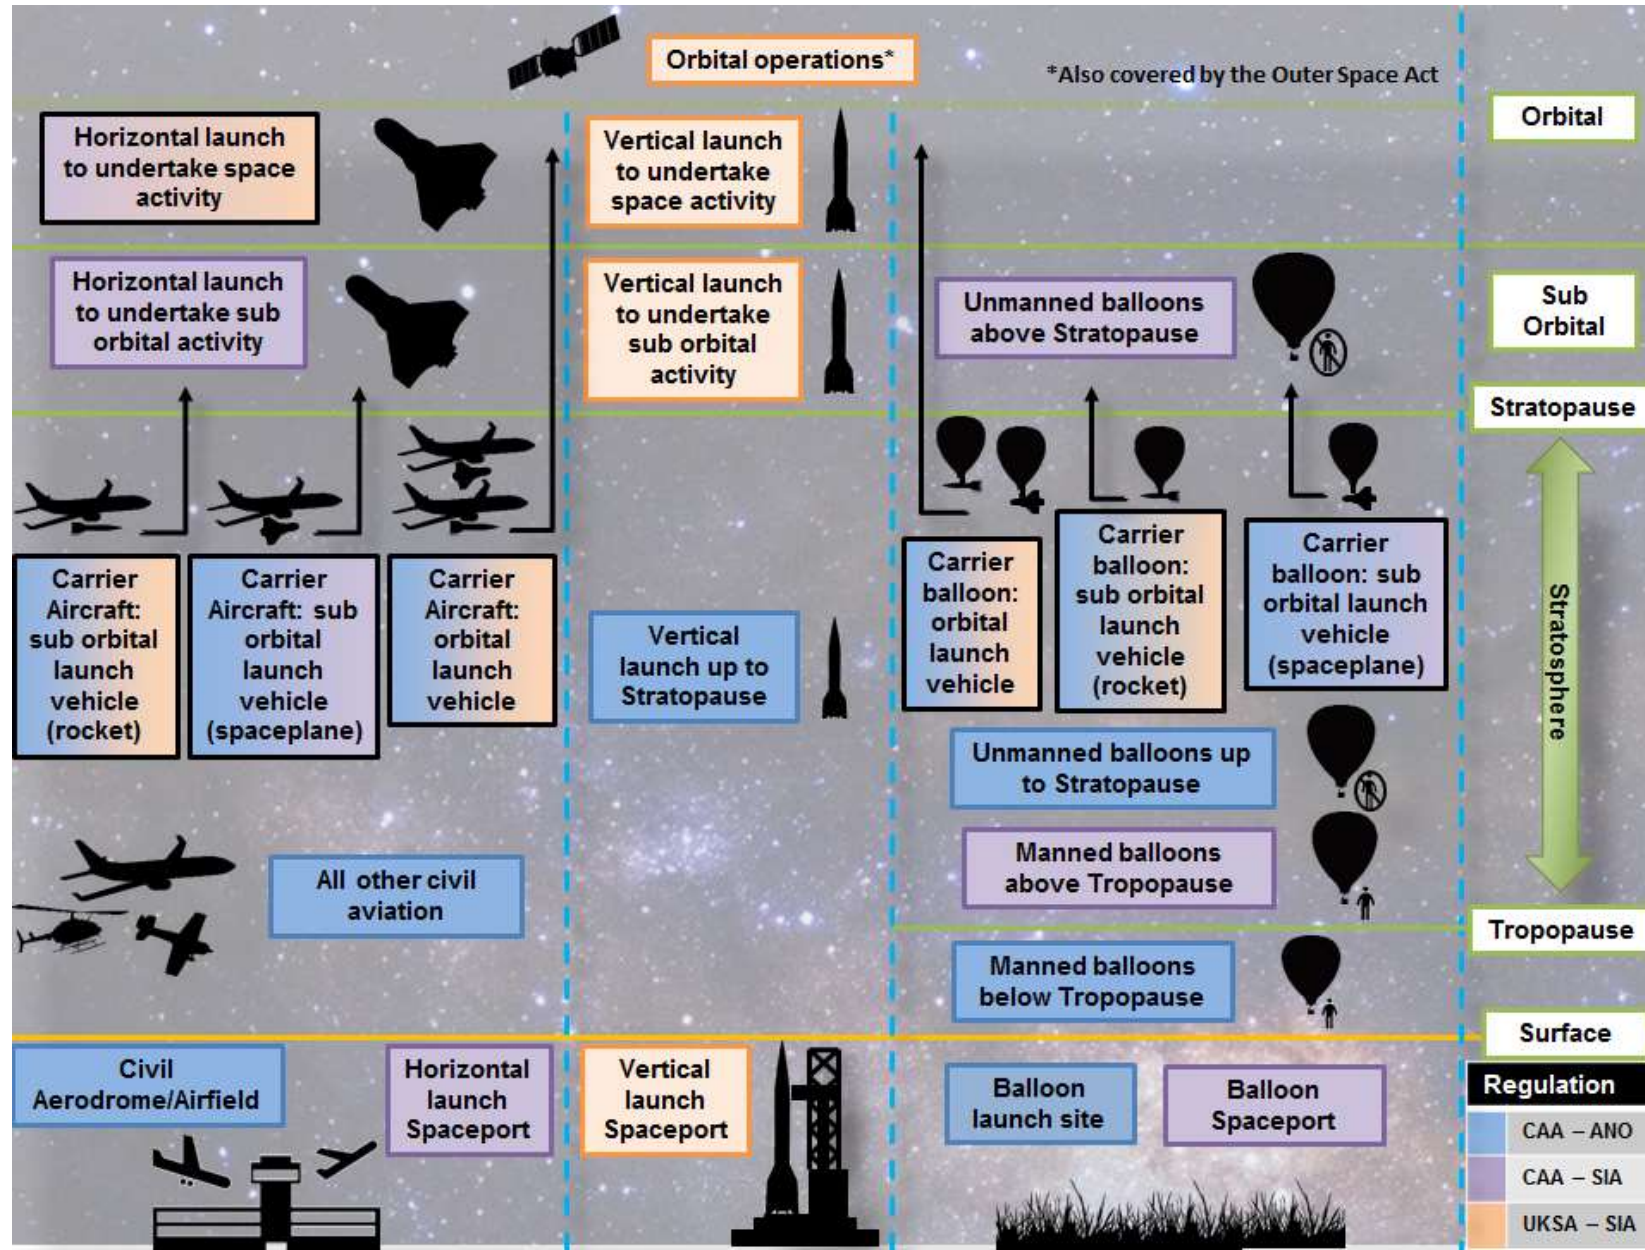 Orbital operations*
*Also covered by the Outer Space Act
Orbital
Horizontal launch
to undertake space
activity
Vertical launch
to undertake
space activity
Horizontal launch
to undertake sub
orbital activity
Vertical launch
to undertake
sub orbital
activity
Unmanned balloons
above Stratopause
Sub
Orbital
Stratopause
Carrier
Aircraft:
sub orbital
launch
vehicle
(rocket)
Carrier
Aircraft: sub
orbital
launch
vehicle
(spaceplane)
Carrier
Aircraft:
orbital
launch
vehicle
Vertical
launch up to
Stratopause
Carrier
balloon:
orbital
launch
vehicle
Carrier
balloon:
sub orbital
launch
vehicle
(rocket)
Carrier
balloon: sub
orbital launch
vehicle
(spaceplane)
Stratosphere
Unmanned balloons up
to Stratopause
Manned balloons
above Tropopause
All other civil
aviation
Tropopause
Manned balloons
below Tropopause
Surface
Civil
Aerodrome/Airfield
Horizontal
launch
Spaceport
Vertical
launch
Spaceport
Balloon
launch site
Balloon
Spaceport
Regulation
CAA – ANO
CAA – SIA
UKSA – SIA